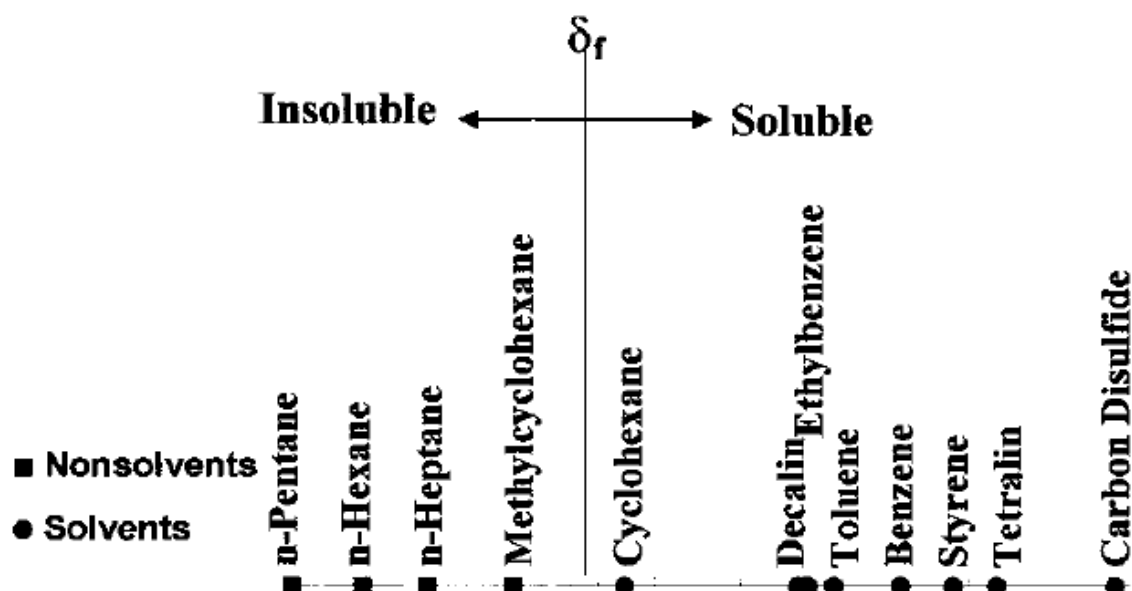 δf
Insoluble
Soluble
■ Nonsolvents
● Solvents
n-Pentane
n-Hexane
n-Heptane
Methylcyclohexane
Cyclohexane
Decalin
Ethylbenzene
Toluene
Benzene
Styrene
Tetralin
Carbon Disulfide